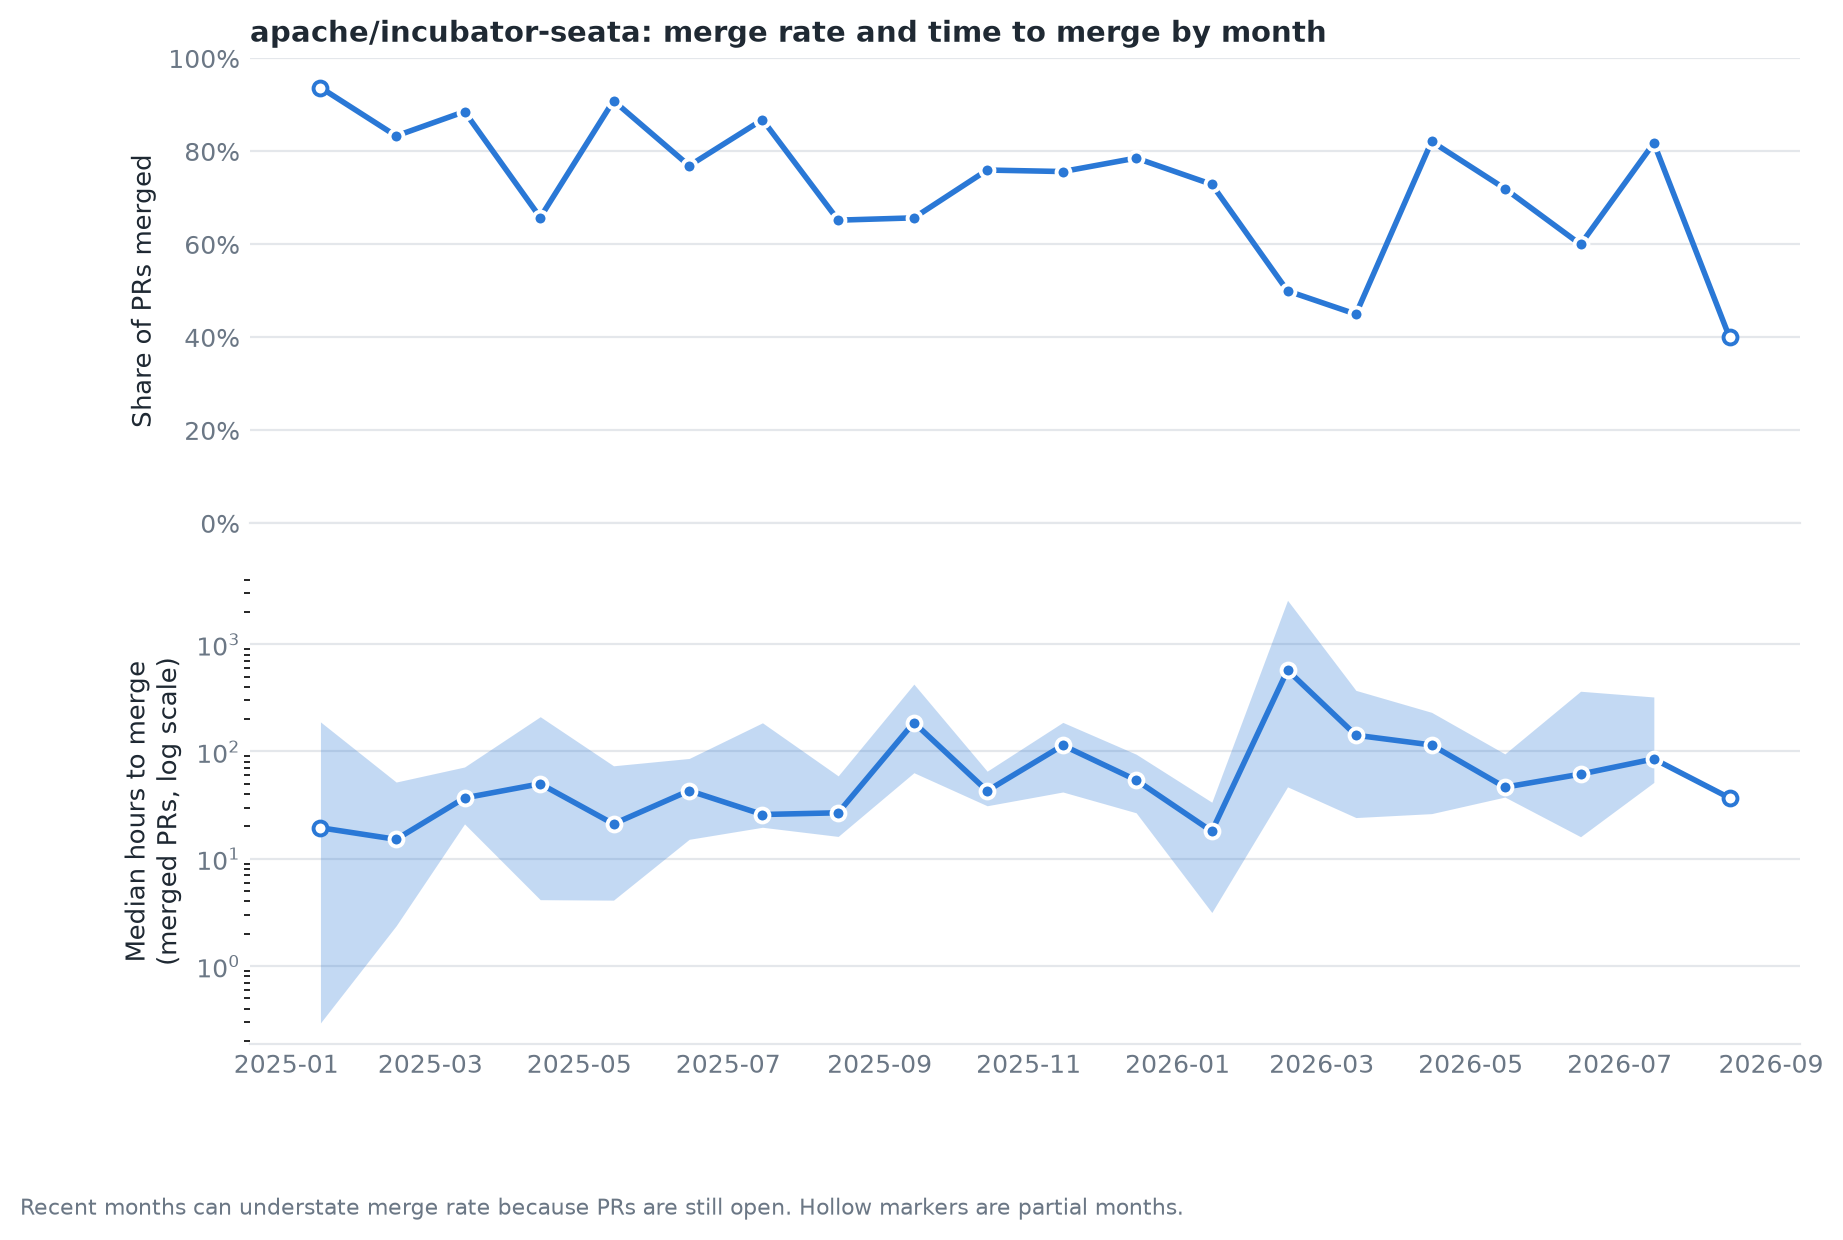 apache/incubator-seata: merge rate and time to merge by month
100%
80%
60%
40%
20%
0%
Share of PRs merged
10³
10²
10¹
10⁰
Median hours to merge
(merged PRs, log scale)
2025-01 2025-03 2025-05 2025-07 2025-09 2025-11 2026-01 2026-03 2026-05 2026-07 2026-09
Recent months can understate merge rate because PRs are still open. Hollow markers are partial months.